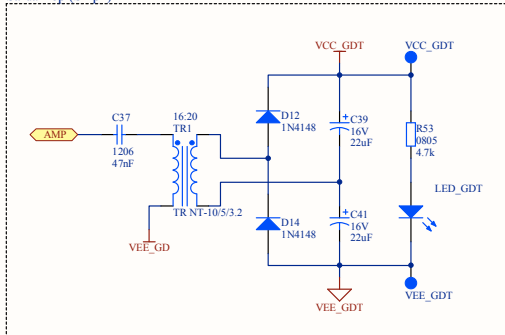 VCC_GDT
VCC_GDT
AMP
C37
1206
47nF
16:20
TR1
TR NT-10/5/3.2
VEE_GD
D12
1N4148
C39
16V
22uF
R53
0805
4.7k
LED_GDT
D14
1N4148
C41
16V
22uF
VEE_GDT
VEE_GDT